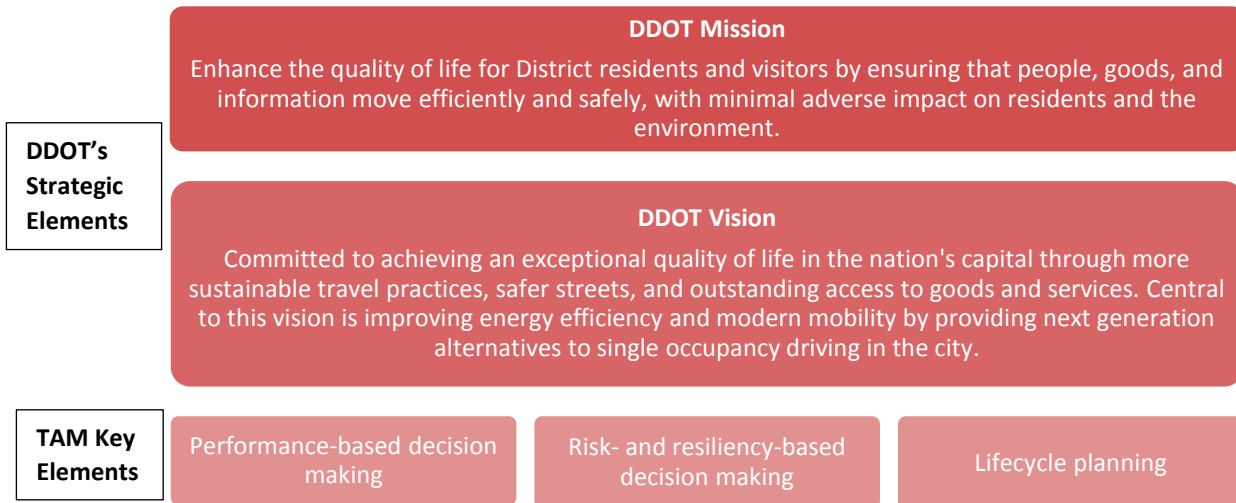 DDOT Mission
Enhance the quality of life for District residents and visitors by ensuring that people, goods, and
information move efficiently and safely, with minimal adverse impact on residents and the
environment.
DDOT's
Strategic
Elements
DDOT Vision
Committed to achieving an exceptional quality of life in the nation's capital through more
sustainable travel practices, safer streets, and outstanding access to goods and services. Central
to this vision is improving energy efficiency and modern mobility by providing next generation
alternatives to single occupancy driving in the city.
TAM Key
Elements
Performance-based decision
making
Risk- and resiliency-based
decision making
Lifecycle planning